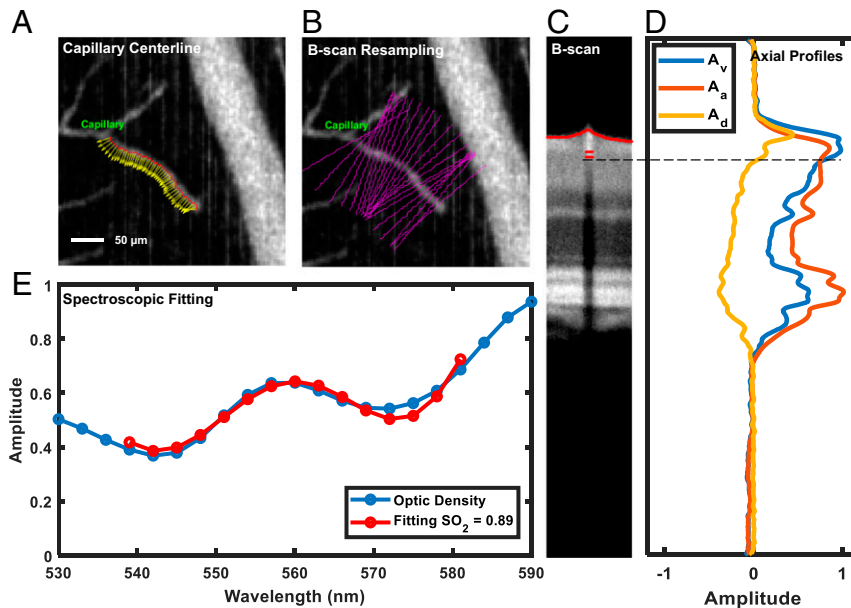 A
Capillary Centerline
Capillary
50 µm
B
B-scan Resampling
Capillary
C
B-scan
D
Axial Profiles
Av
Aa
Ad
-1 0 1
Amplitude
E
Spectroscopic Fitting
1
0.8
0.6
0.4
0.2
0
Amplitude
Optic Density
Fitting SO2 = 0.89
530 540 550 560 570 580 590
Wavelength (nm)